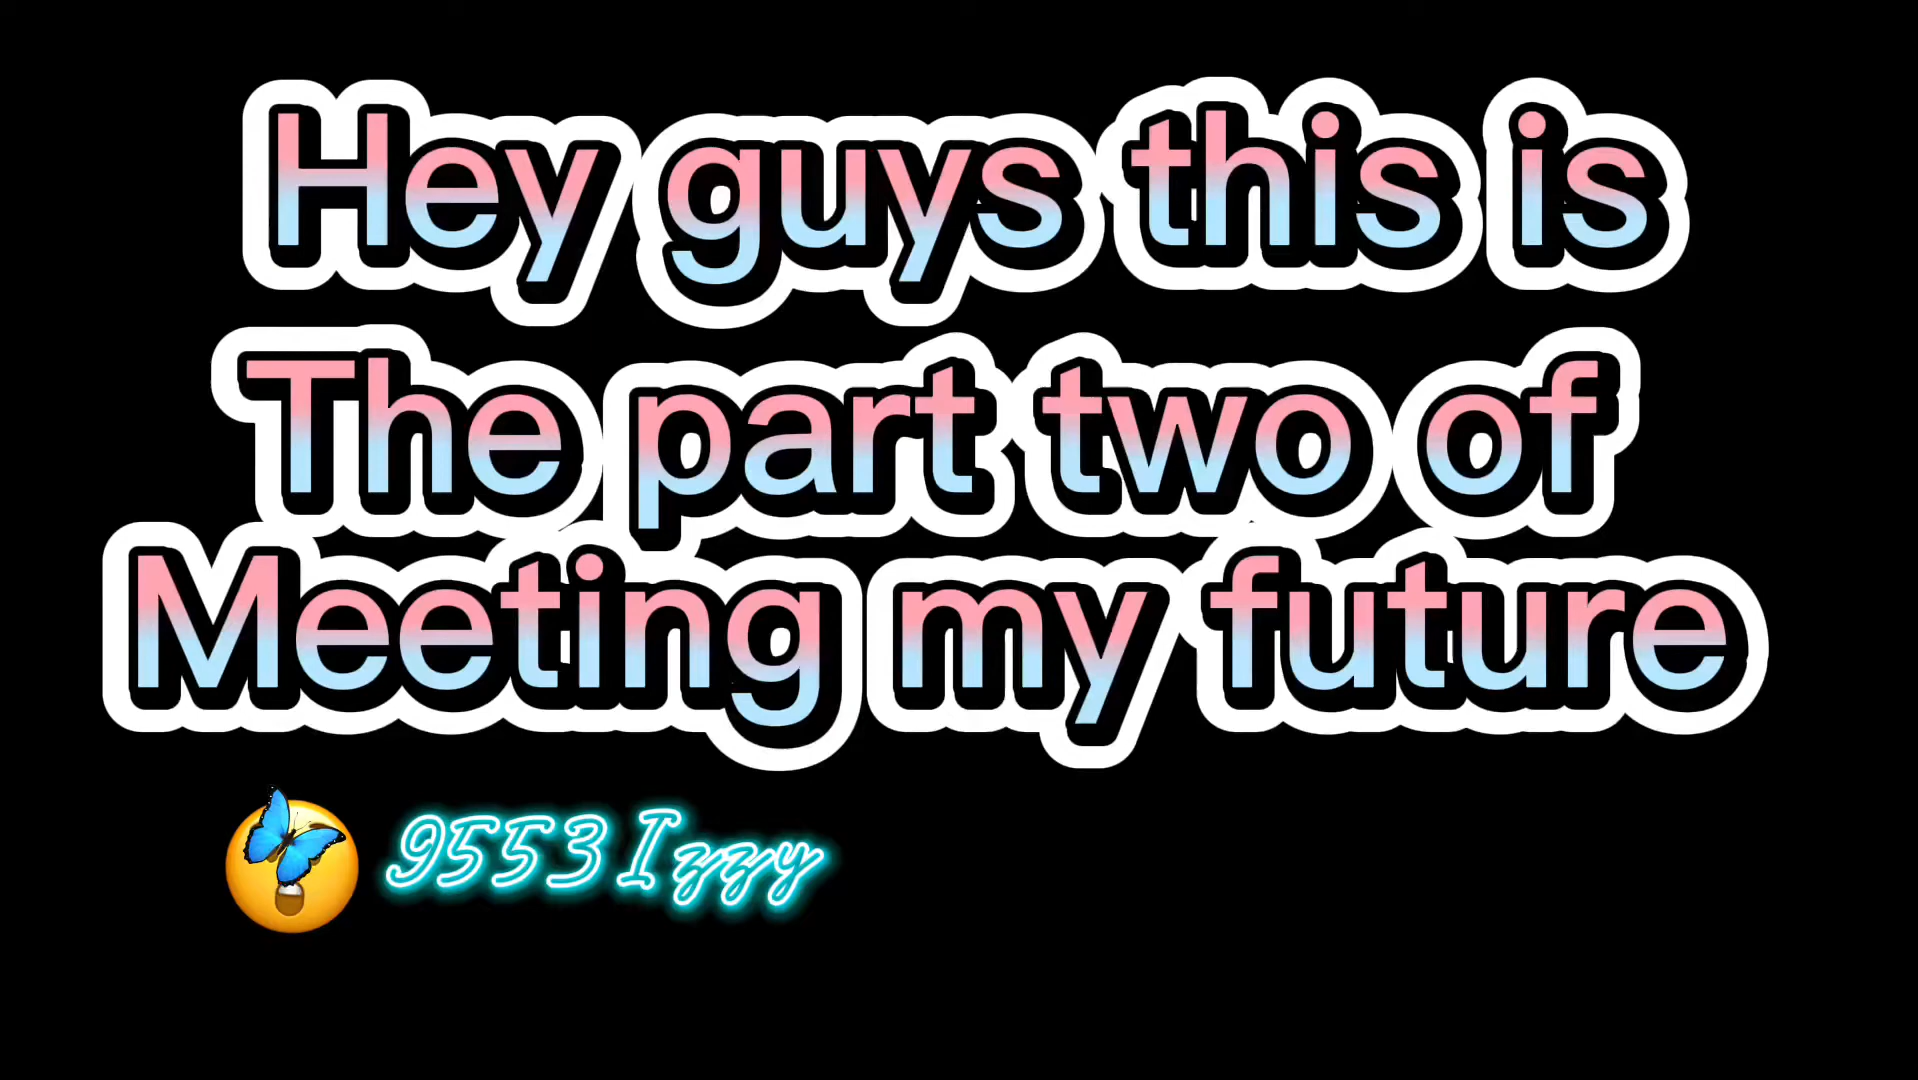 Hey guys this is
The part two of
Meeting my future
9553 Izzy